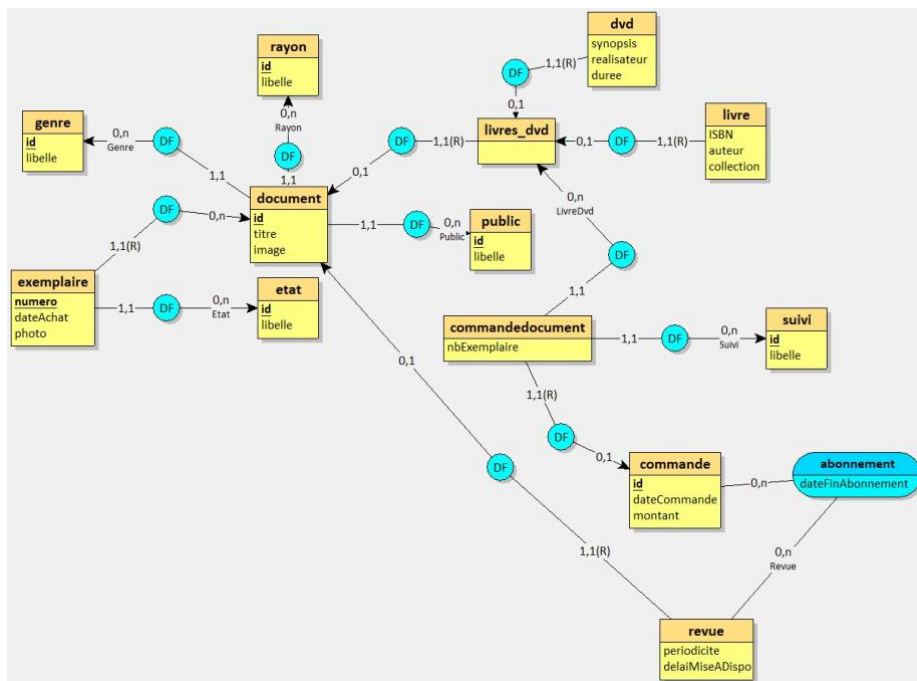 dvd
synopsis
realisateur
duree
rayon
id
libelle
DF
1,1(R)
0,1
genre
id
libelle
0,n
Genre
DF
1,1
0,n
Rayon
DF
1,1
livres_dvd
1,1(R)
DF
0,1
0,1
DF
1,1(R)
livre
ISBN
auteur
collection
document
id
titre
image
DF
0,n
1,1(R)
1,1
DF
0,n
Public
public
id
libelle
0,n
LivreDvd
DF
1,1
exemplaire
numero
dateAchat
photo
1,1
DF
0,n
Etat
etat
id
libelle
commandedocument
nbExemplaire
1,1
DF
0,n
Suivi
suivi
id
libelle
0,1
1,1(R)
DF
0,1
commande
id
dateCommande
montant
0,n
abonnement
dateFinAbonnement
DF
1,1(R)
0,n
Revue
revue
periodicite
delaiMiseADispo